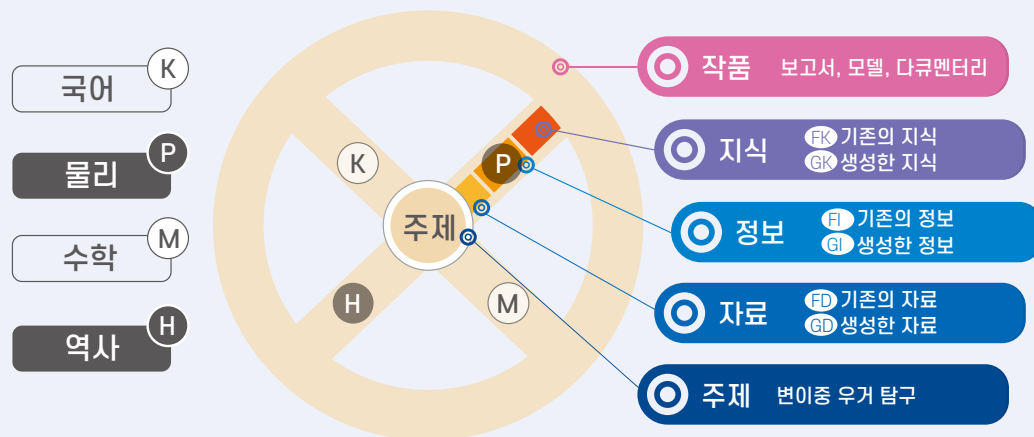 국어 K
물리 P
수학 M
역사 H
K
P
주제
H
M
작품 보고서, 모델, 다큐멘터리
지식 FK 기존의 지식
GK 생성한 지식
정보 FI 기존의 정보
GI 생성한 정보
자료 FD 기존의 자료
GD 생성한 자료
주제 변이중 우거 탐구